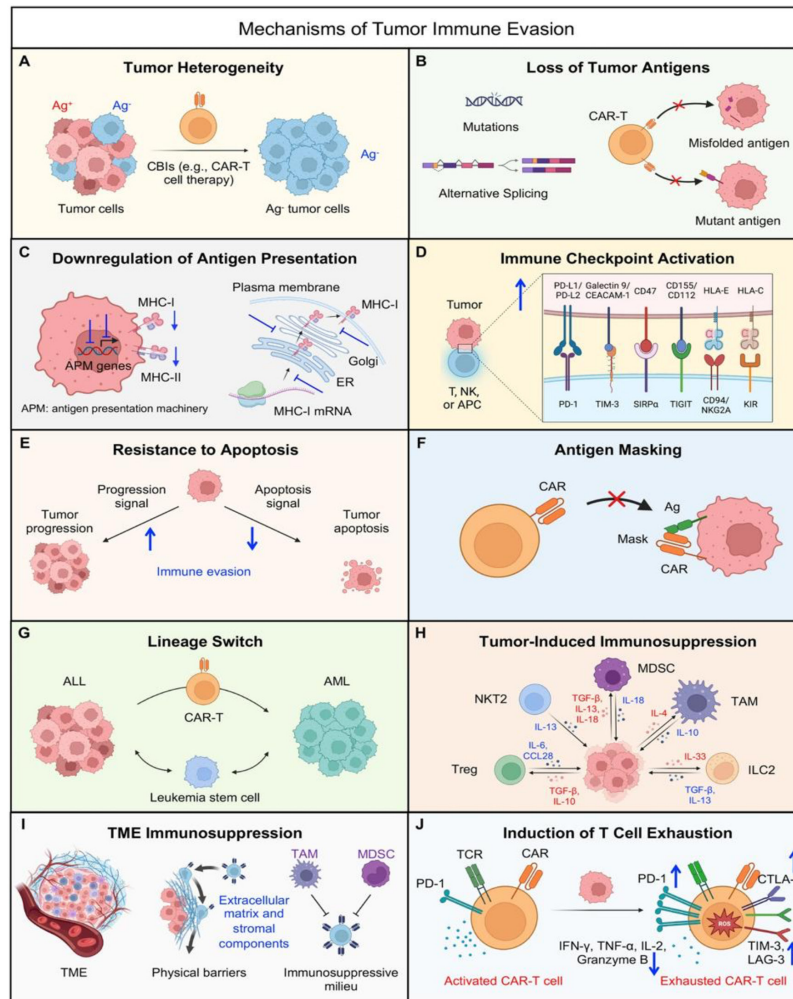 Mechanisms of Tumor Immune Evasion
A
Tumor Heterogeneity
Ag+
Ag-
CBIs (e.g., CAR-T
cell therapy)
Ag-
Tumor cells
Ag- tumor cells
B
Loss of Tumor Antigens
Mutations
CAR-T
Misfolded antigen
Alternative Splicing
Mutant antigen
C
Downregulation of Antigen Presentation
MHC-I
APM genes
MHC-II
APM: antigen presentation machinery
Plasma membrane
MHC-I
Golgi
ER
MHC-I mRNA
D
Immune Checkpoint Activation
Tumor
T, NK,
or APC
PD-L1/
PD-L2
Galectin 9/
CEACAM-1
CD47
CD155/
CD112
HLA-E
HLA-C
PD-1
TIM-3
SIRPα
TIGIT
CD94/
NKG2A
KIR
E
Resistance to Apoptosis
Progression
signal
Apoptosis
signal
Tumor
progression
Tumor
apoptosis
Immune evasion
F
Antigen Masking
CAR
Ag
Mask
CAR
G
Lineage Switch
ALL
AML
CAR-T
Leukemia stem cell
H
Tumor-Induced Immunosuppression
MDSC
NKT2
TGF-β,
IL-13,
IL-18
IL-18
IL-4
TAM
IL-13
IL-10
IL-6,
CCL28
IL-33
Treg
ILC2
TGF-β,
IL-10
TGF-β,
IL-13
I
TME Immunosuppression
TAM
MDSC
Extracellular
matrix and
stromal
components
TME
Physical barriers
Immunosuppressive
milieu
J
Induction of T Cell Exhaustion
TCR
CAR
PD-1
PD-1
CTLA-
ROS
IFN-γ, TNF-α, IL-2,
Granzyme B
TIM-3,
LAG-3
Activated CAR-T cell
Exhausted CAR-T cell